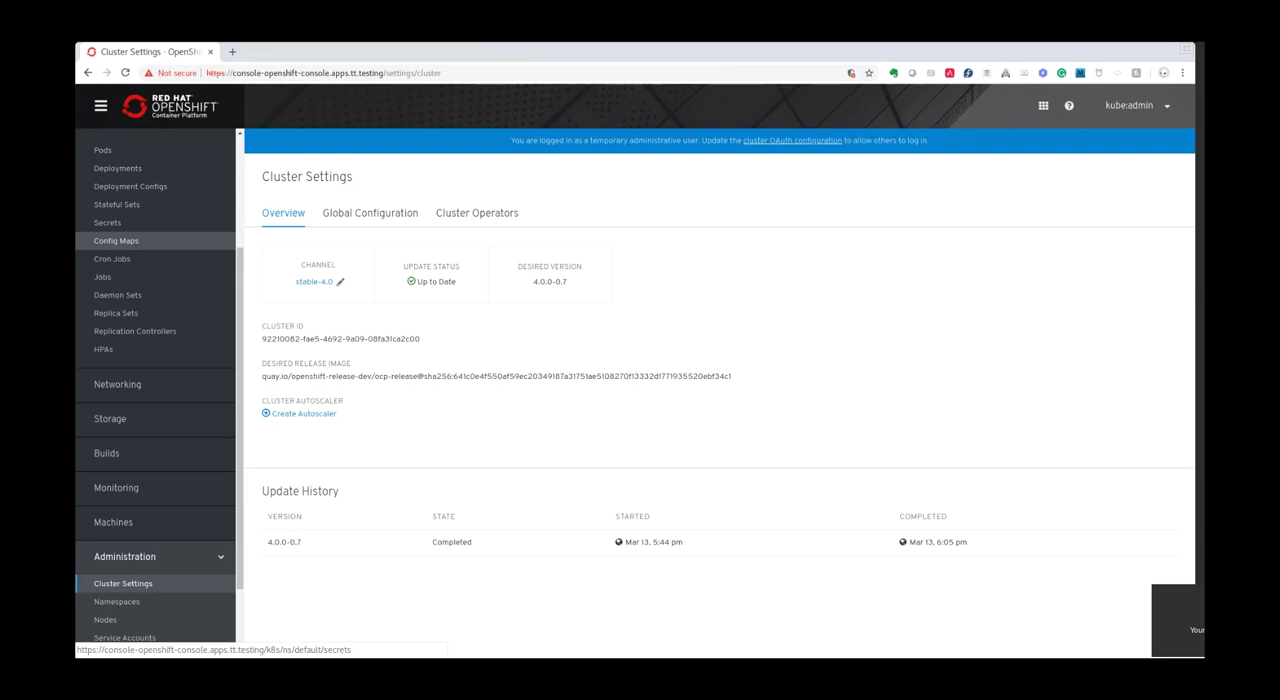 Cluster Settings - OpenShi
Not secure
https://console-openshift-console.apps.tt.testing/settings/cluster
RED HAT
OPENSHIFT
Container Platform
kube:admin
You are logged in as a temporary administrative user. Update the cluster OAuth configuration to allow others to log in.
Pods
Deployments
Deployment Configs
Stateful Sets
Secrets
Config Maps
Cron Jobs
Jobs
Daemon Sets
Replica Sets
Replication Controllers
HPAs
Networking
Storage
Builds
Monitoring
Machines
Administration
Cluster Settings
Namespaces
Nodes
Service Accounts
Cluster Settings
Overview Global Configuration Cluster Operators
CHANNEL UPDATE STATUS DESIRED VERSION
stable-4.0 Up to Date 4.0.0-0.7
CLUSTER ID
92210082-fae5-4692-9a09-08fa31ca2c00
DESIRED RELEASE IMAGE
quay.io/openshift-release-dev/ocp-release@sha256:641c0e4f550af59ec20349187a31751ae5108270f13332d1771935520ebf34c1
CLUSTER AUTOSCALER
Create Autoscaler
Update History
VERSION STATE STARTED COMPLETED
4.0.0-0.7 Completed Mar 13, 5:44 pm Mar 13, 6:05 pm
Your
https://console-openshift-console.apps.tt.testing/k8s/ns/default/secrets